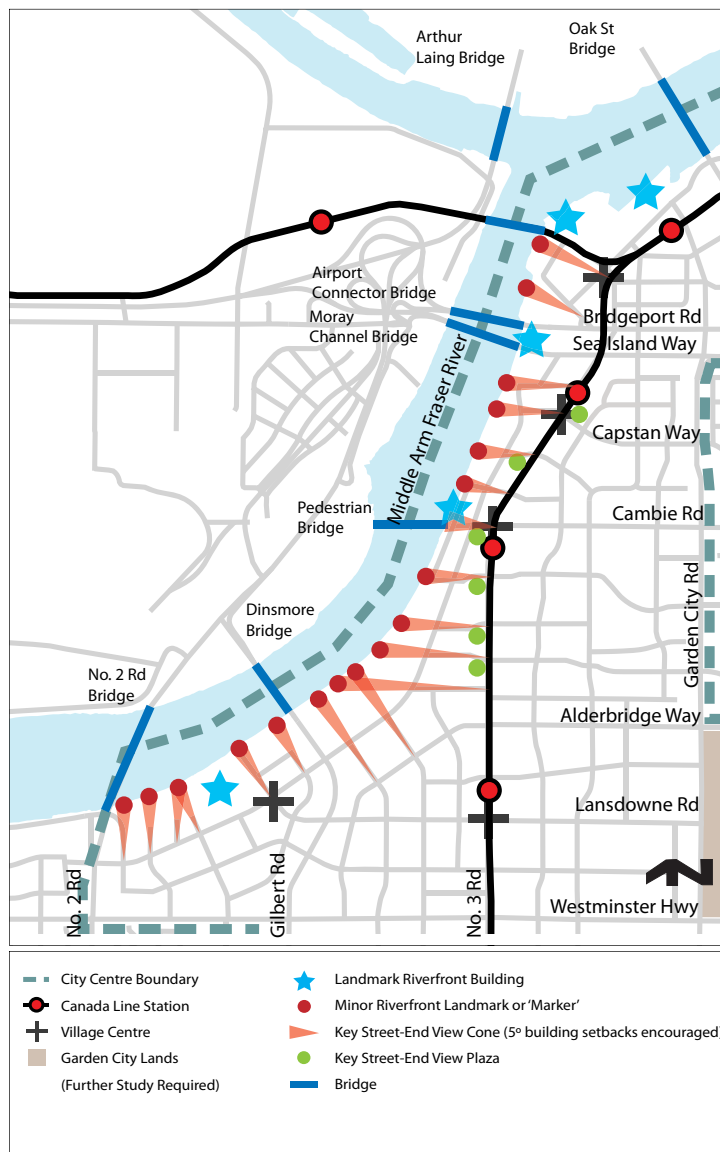 Arthur
Laing Bridge
Oak St
Bridge
Airport
Connector Bridge
Moray
Channel Bridge
Bridgeport Rd
Sea Island Way
Middle Arm Fraser River
Capstan Way
Pedestrian
Bridge
Cambie Rd
Garden City Rd
Dinsmore
Bridge
No. 2 Rd
Bridge
Alderbridge Way
Lansdowne Rd
No. 2 Rd
Gilbert Rd
No. 3 Rd
Westminster Hwy
City Centre Boundary
Canada Line Station
Village Centre
Garden City Lands
(Further Study Required)
Landmark Riverfront Building
Minor Riverfront Landmark or ‘Marker’
Key Street-End View Cone (5º building setbacks encouraged)
Key Street-End View Plaza
Bridge